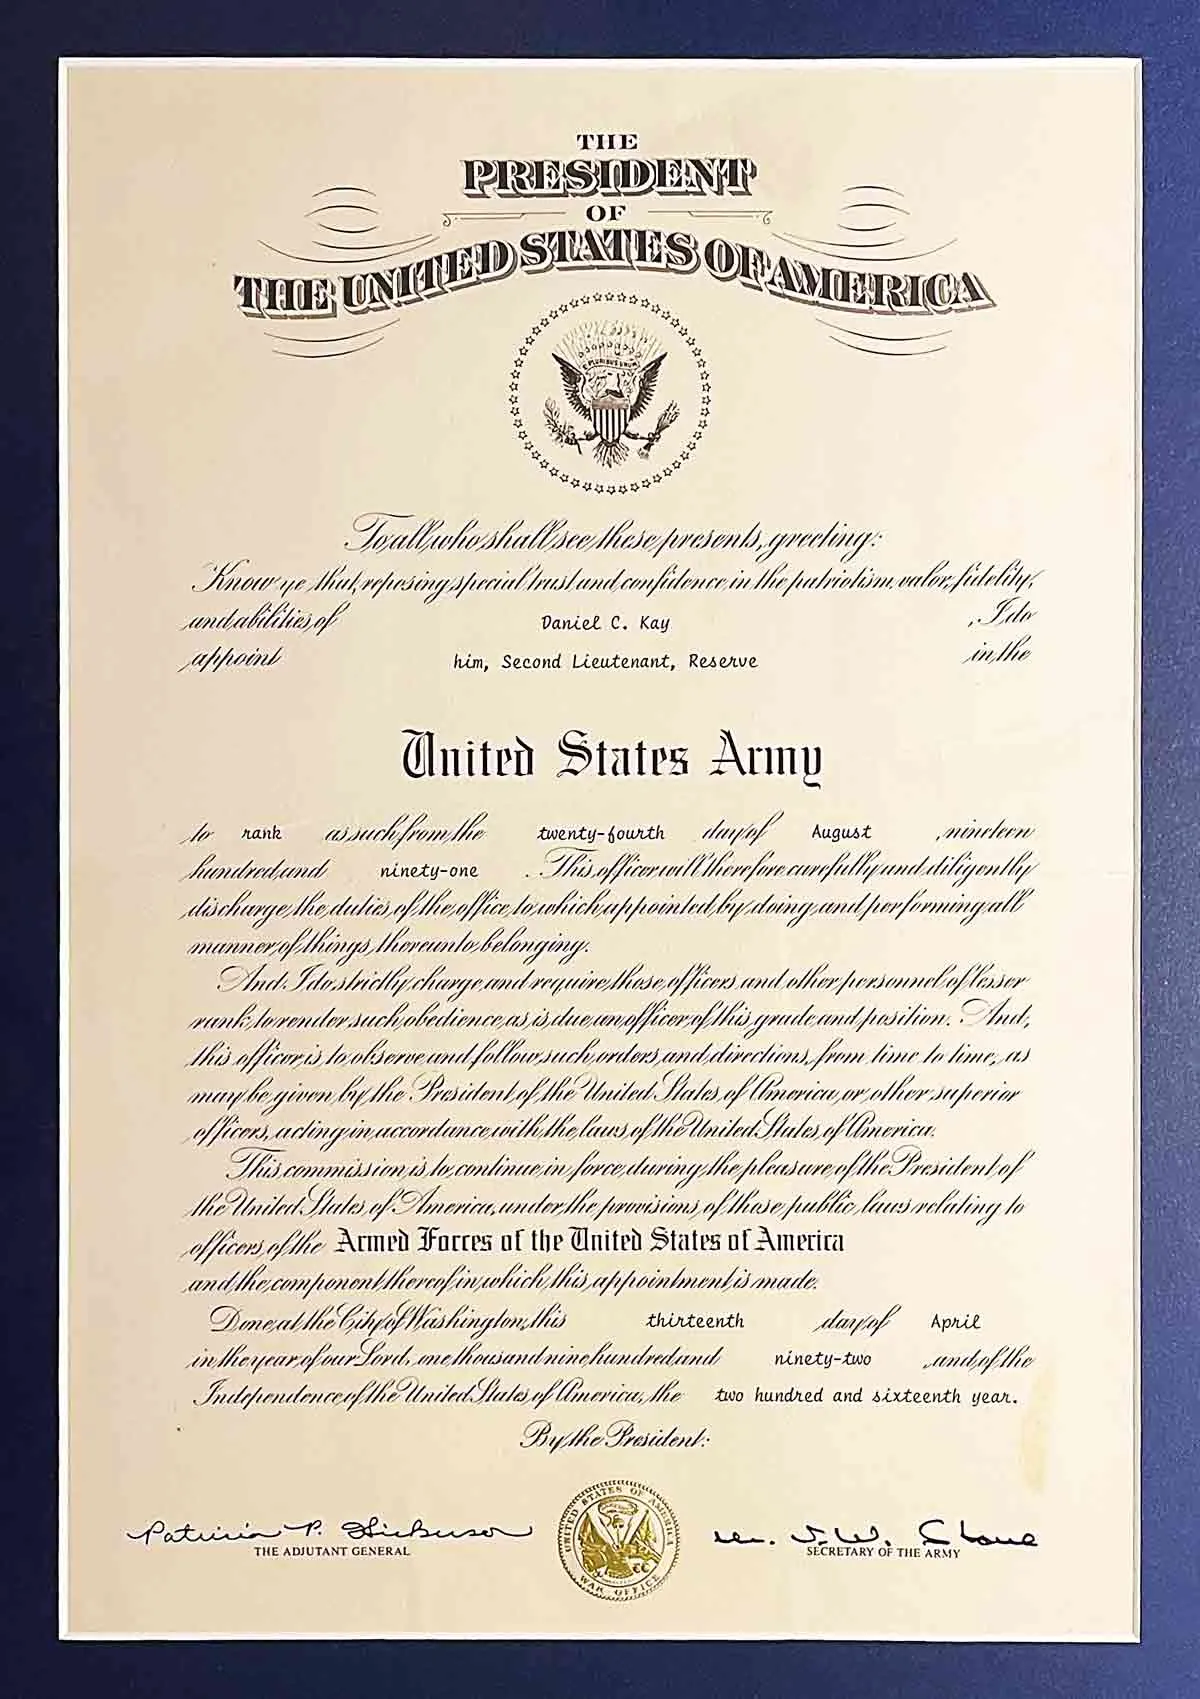 THE
PRESIDENT
OF
THE UNITED STATES OF AMERICA
E PLURIBUS UNUM
To all who shall see these presents, greeting:
Know ye that, reposing special trust and confidence in the patriotism, valor, fidelity,
and abilities of Daniel C. Kay , I do
appoint him, Second Lieutenant, Reserve in the
United States Army
to rank as such from the twenty-fourth day of August , nineteen
hundred and ninety-one . This officer will therefore carefully and diligently
discharge the duties of the office to which appointed by doing and performing all
manner of things thereunto belonging.
And I do strictly charge and require those officers and other personnel of lesser
rank to render such obedience as is due an officer of this grade and position. And,
this officer is to observe and follow such orders and directions, from time to time, as
may be given by the President of the United States of America, or other superior
officers, acting in accordance with the laws of the United States of America.
This commission is to continue in force during the pleasure of the President of
the United States of America, under the provisions of those public laws relating to
officers of the Armed Forces of the United States of America
and the component thereof in which this appointment is made.
Done at the City of Washington, this thirteenth day of April
in the year of our Lord, one thousand nine hundred and ninety-two , and of the
Independence of the United States of America, the two hundred and sixteenth year.
By the President:
Patricia P. Hickerson
THE ADJUTANT GENERAL
UNITED STATES OF AMERICA
WAR OFFICE
M. P. W. Stone
SECRETARY OF THE ARMY